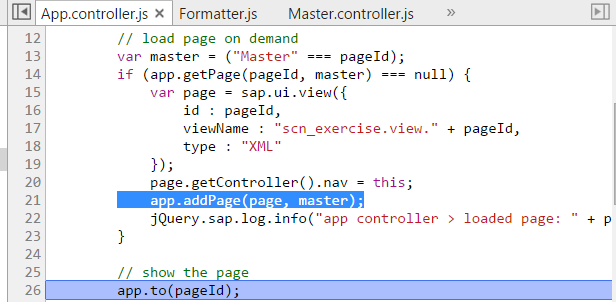 App.controller.js × Formatter.js Master.controller.js »
12 // load page on demand
13 var master = ("Master" === pageId);
14 if (app.getPage(pageId, master) === null) {
15 var page = sap.ui.view({
16 id : pageId,
17 viewName : "scn_exercise.view." + pageId,
18 type : "XML"
19 });
20 page.getController().nav = this;
21 app.addPage(page, master);
22 jQuery.sap.log.info("app controller > loaded page: " + p
23 }
24
25 // show the page
26 app.to(pageId);